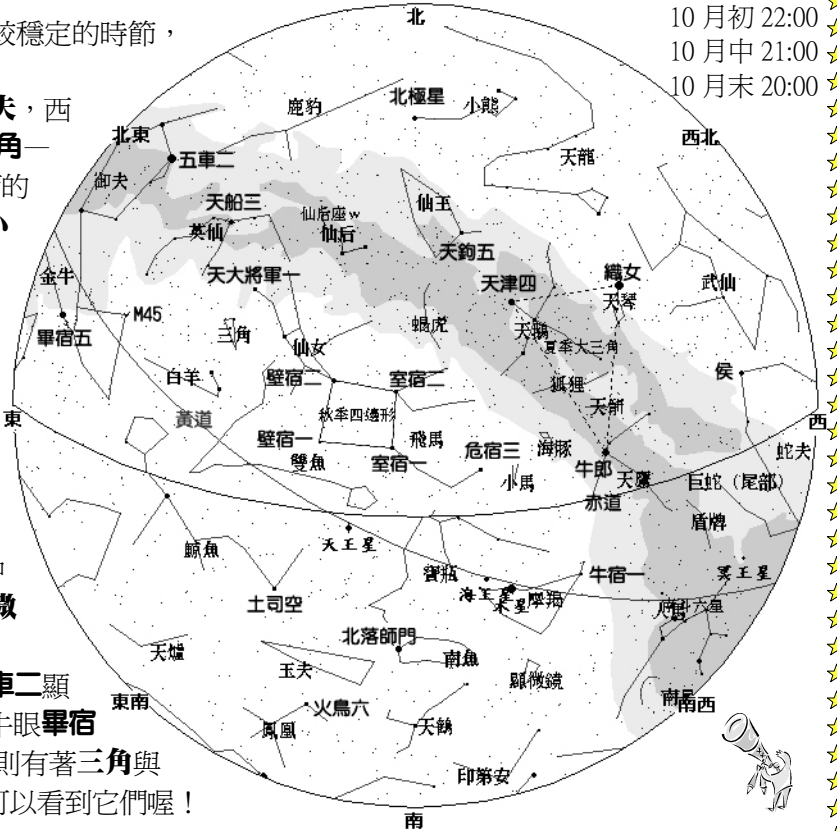 較穩定的時節，
10 月初 22:00
10 月中 21:00
10 月末 20:00
夫，西
角—
的
北
鹿豹
北極星
小熊
北東
西北
五車二
天龍
御夫
天船三
仙后座w
仙王
英仙
仙后
天鉤五
金牛
天大將軍一
天津四
織女
武仙
天琴
M45
畢宿五
三角
蝎虎
天鵝
仙女
夏季大三角
白羊
壁宿二
室宿二
狐狸
侯
秋季四邊形
天箭
東
黃道
西
壁宿一
飛馬
雙魚
室宿一
危宿三
海豚
牛郎
蛇夫
小馬
天鷹
巨蛇（尾部）
赤道
盾牌
鯨魚
天王星
寶瓶
牛宿一
冥王星
海王星
木星
摩羯
土司空
人馬
南斗六星
北落師門
天爐
玉夫
南魚
顯微鏡
東南
南西
火鳥六
鳳凰
天鶴
印第安
南
微
車二顯
牛眼畢宿
則有著三角與
可以看到它們喔！